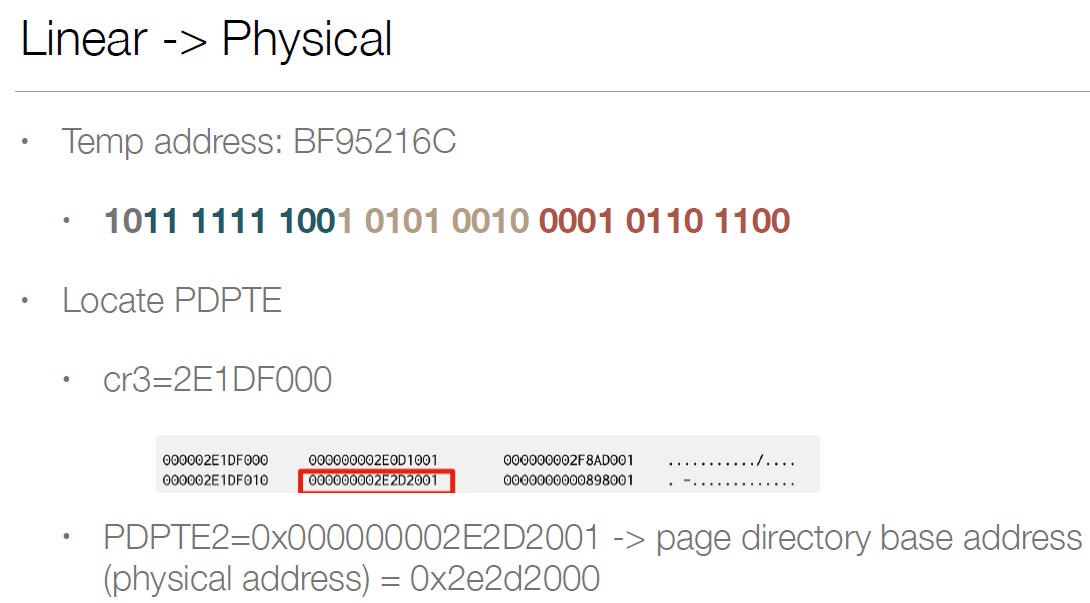 Linear -> Physical
• Temp address: BF95216C
• 1011 1111 1001 0101 0010 0001 0110 1100
• Locate PDPTE
• cr3=2E1DF000
000002E1DF000 000000002E0D1001 000000002F8AD001 .........../....
000002E1DF010 000000002E2D2001 0000000000898001 . -.............
• PDPTE2=0x000000002E2D2001 -> page directory base address
(physical address) = 0x2e2d2000